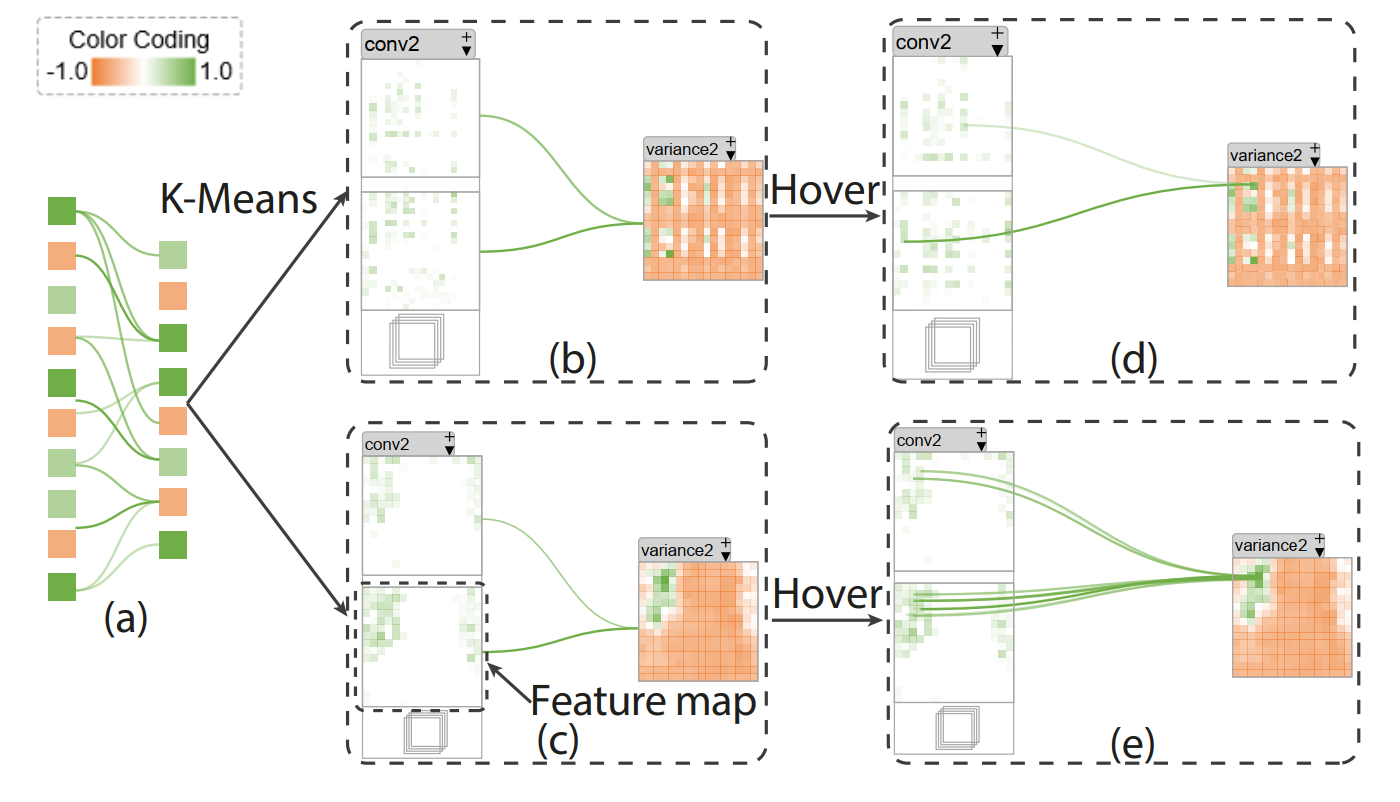 Color Coding
-1.0 1.0
K-Means
(a)
conv2
+
variance2
+
(b)
Hover
conv2
+
variance2
+
(d)
conv2
+
variance2
+
Feature map
(c)
Hover
conv2
+
variance2
+
(e)